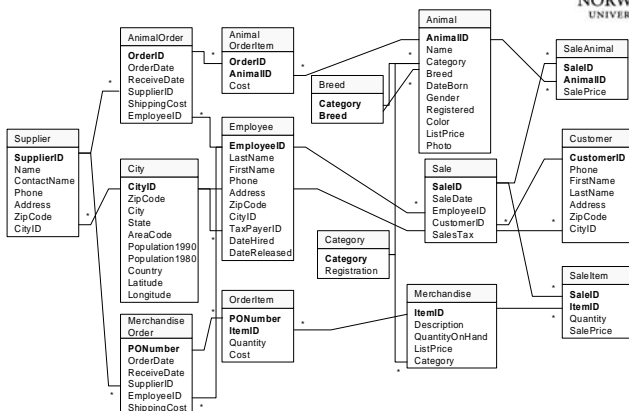 NORW
UNIVER
AnimalOrder
OrderID
OrderDate
ReceiveDate
SupplierID
ShippingCost
EmployeeID
Animal
OrderItem
OrderID
AnimalID
Cost
Animal
AnimalID
Name
Category
Breed
DateBorn
Gender
Registered
Color
ListPrice
Photo
SaleAnimal
SaleID
AnimalID
SalePrice
Breed
Category
Breed
Supplier
SupplierID
Name
ContactName
Phone
Address
ZipCode
CityID
City
CityID
ZipCode
City
State
AreaCode
Population1990
Population1980
Country
Latitude
Longitude
Employee
EmployeeID
LastName
FirstName
Phone
Address
ZipCode
CityID
TaxPayerID
DateHired
DateReleased
Sale
SaleID
SaleDate
EmployeeID
CustomerID
SalesTax
Customer
CustomerID
Phone
FirstName
LastName
Address
ZipCode
CityID
Category
Category
Registration
Merchandise
Order
PONumber
OrderDate
ReceiveDate
SupplierID
EmployeeID
ShippingCost
OrderItem
PONumber
ItemID
Quantity
Cost
Merchandise
ItemID
Description
QuantityOnHand
ListPrice
Category
SaleItem
SaleID
ItemID
Quantity
SalePrice